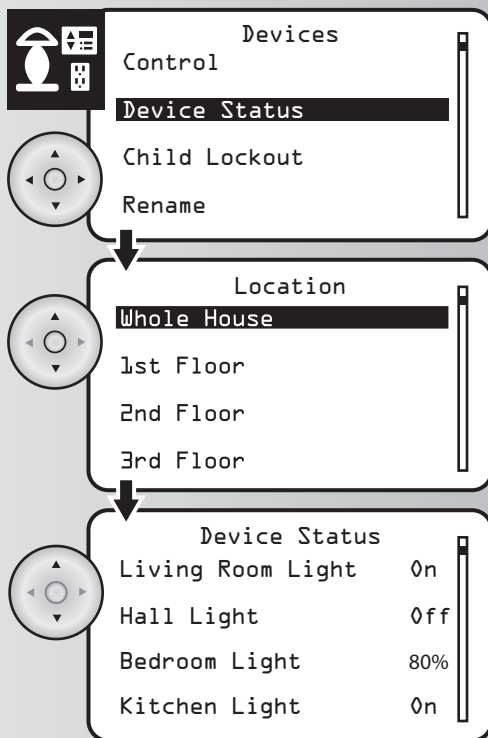 Devices
Control
Device Status
Child Lockout
Rename
Location
Whole House
1st Floor
2nd Floor
3rd Floor
Device Status
Living Room Light On
Hall Light Off
Bedroom Light 80%
Kitchen Light On